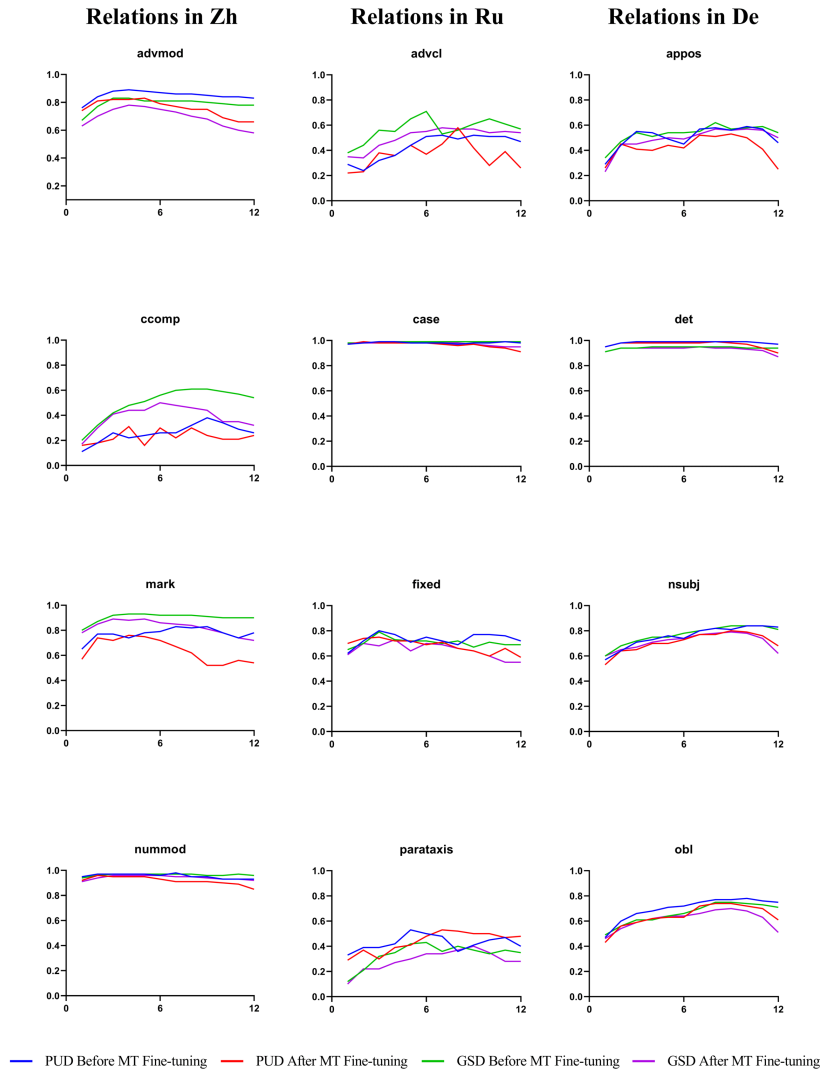 Relations in Zh Relations in Ru Relations in De
advmod advcl appos
1.0 0.8 0.6 0.4 0.2 0 6 12
1.0 0.8 0.6 0.4 0.2 0.0 0 6 12
1.0 0.8 0.6 0.4 0.2 0.0 0 6 12
ccomp case det
1.0 0.8 0.6 0.4 0.2 0.0 0 6 12
1.0 0.8 0.6 0.4 0.2 0.0 0 6 12
1.0 0.8 0.6 0.4 0.2 0.0 0 6 12
mark fixed nsubj
1.0 0.8 0.6 0.4 0.2 0.0 0 6 12
1.0 0.8 0.6 0.4 0.2 0.0 0 6 12
1.0 0.8 0.6 0.4 0.2 0.0 0 6 12
nummod parataxis obl
1.0 0.8 0.6 0.4 0.2 0.0 0 6 12
1.0 0.8 0.6 0.4 0.2 0.0 0 6 12
1.0 0.8 0.6 0.4 0.2 0.0 0 6 12
PUD Before MT Fine-tuning PUD After MT Fine-tuning GSD Before MT Fine-tuning GSD After MT Fine-tuning